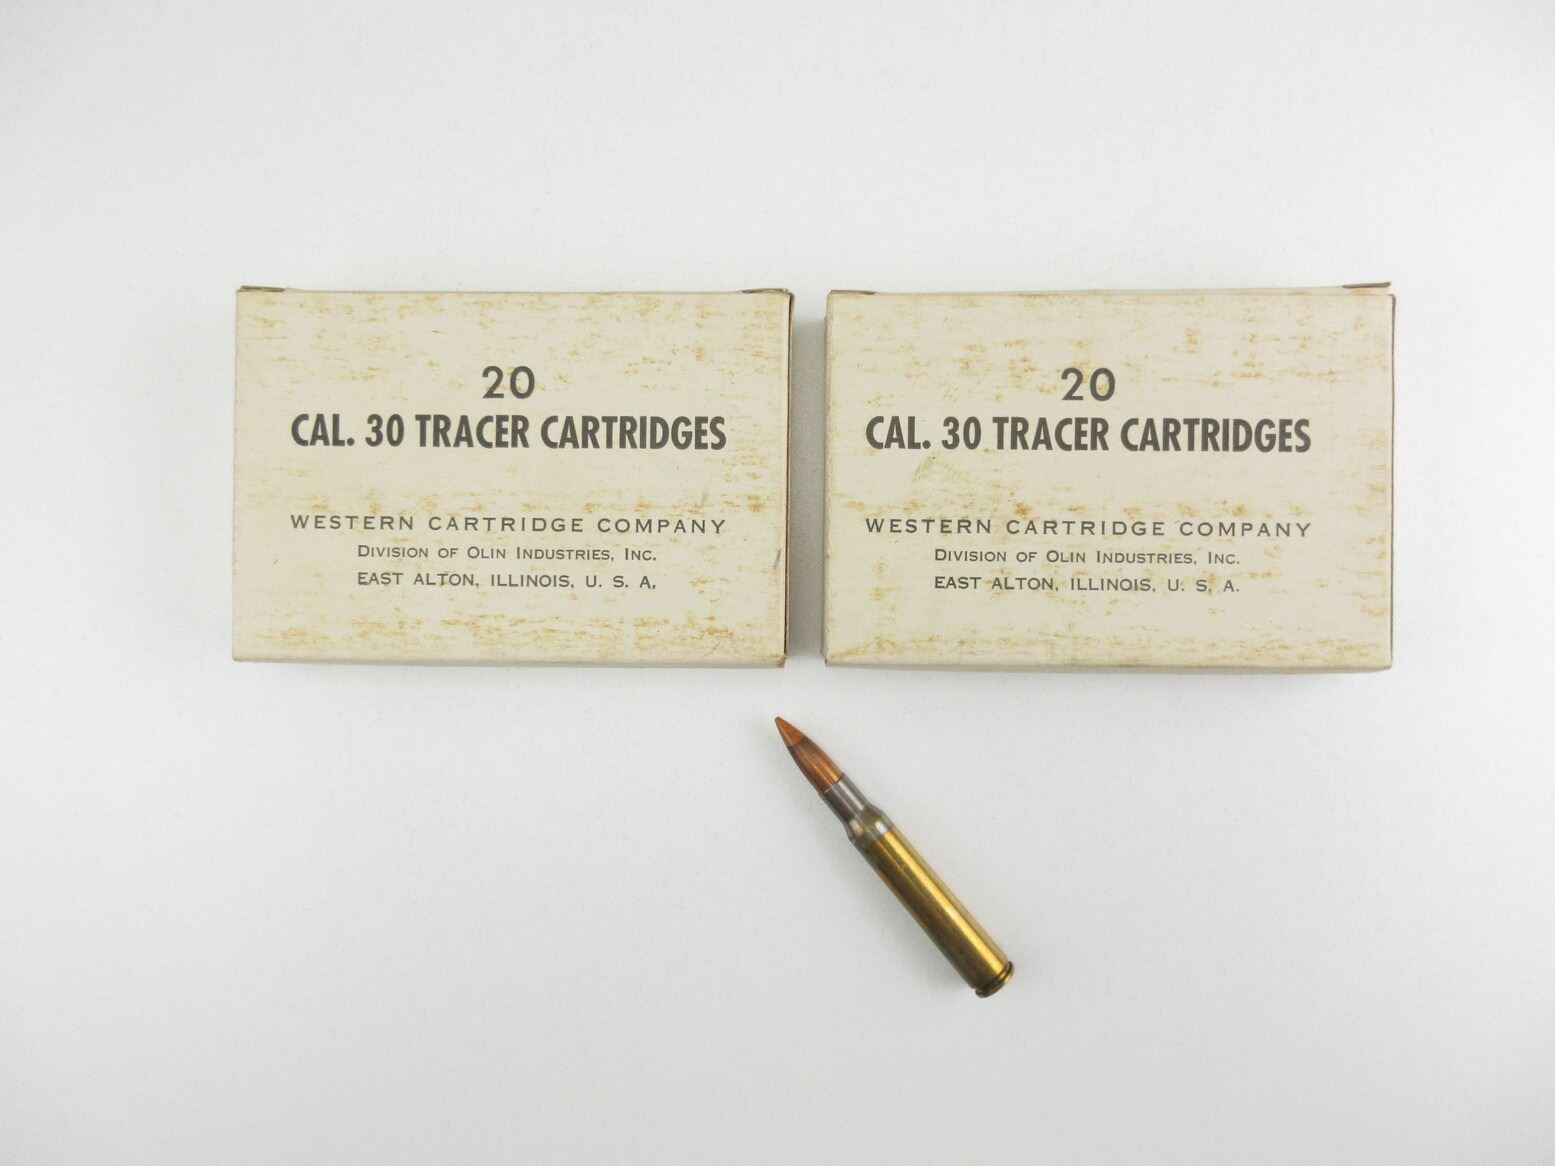 20
CAL. 30 TRACER CARTRIDGES
WESTERN CARTRIDGE COMPANY
DIVISION OF OLIN INDUSTRIES, INC.
EAST ALTON, ILLINOIS, U. S. A.
20
CAL. 30 TRACER CARTRIDGES
WESTERN CARTRIDGE COMPANY
DIVISION OF OLIN INDUSTRIES, INC.
EAST ALTON, ILLINOIS, U. S. A.